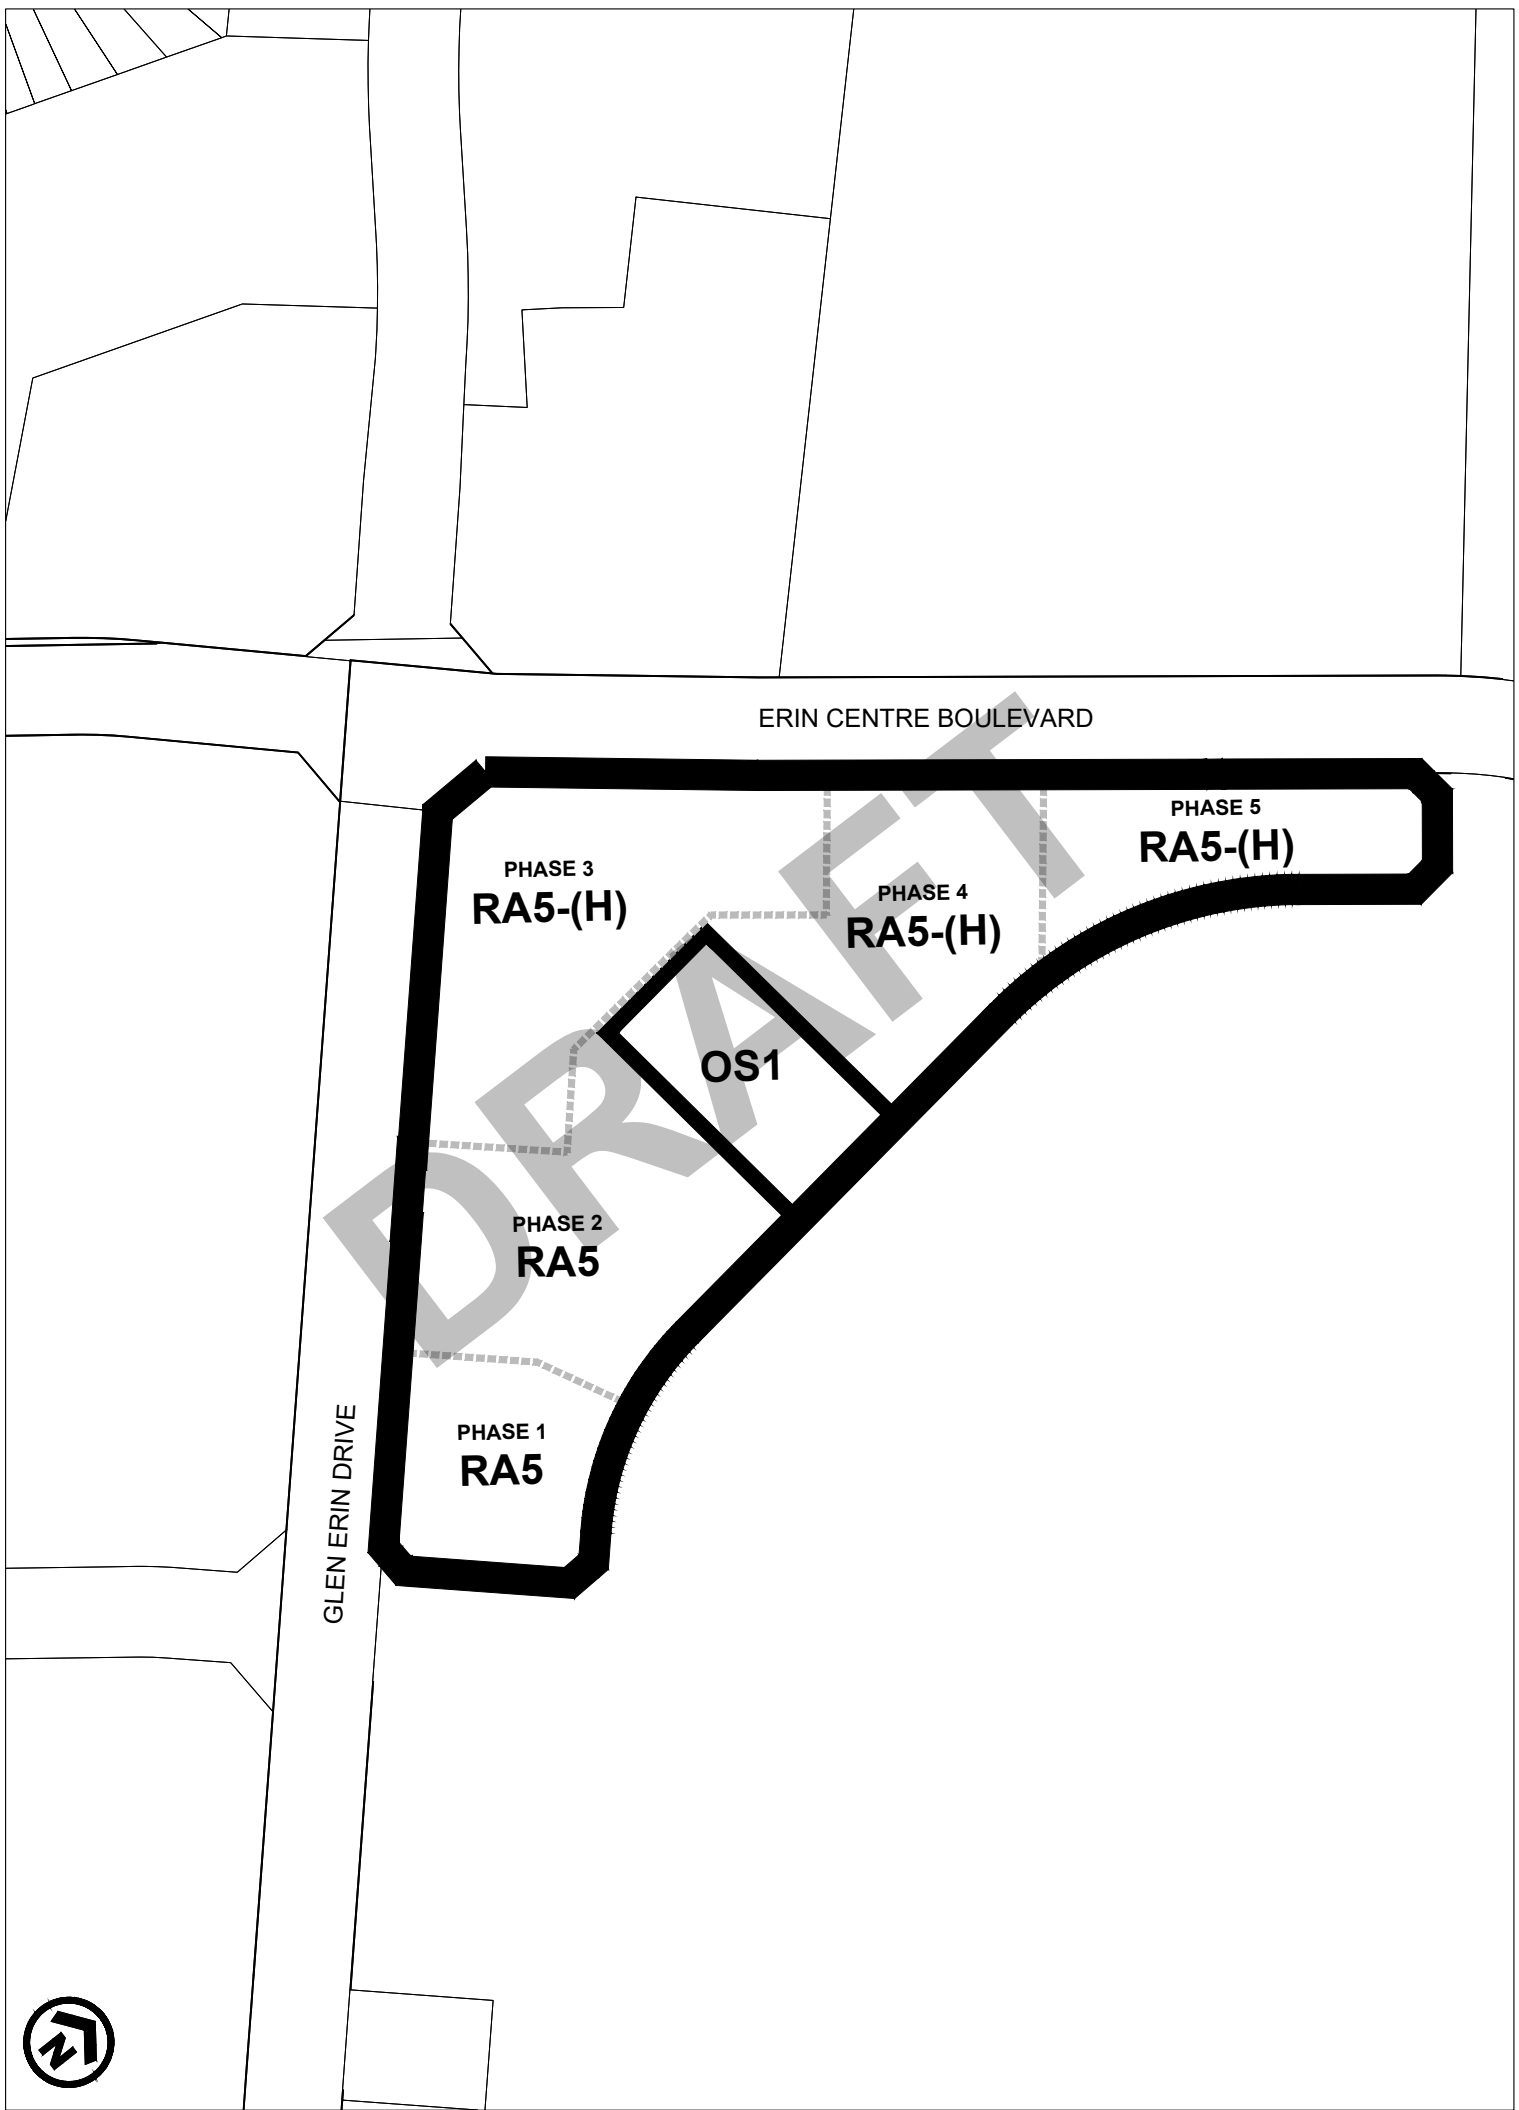 ERIN CENTRE BOULEVARD
PHASE 5
RA5-(H)
PHASE 3
RA5-(H)
PHASE 4
RA5-(H)
DRAFT
OS1
PHASE 2
RA5
PHASE 1
RA5
GLEN ERIN DRIVE
N